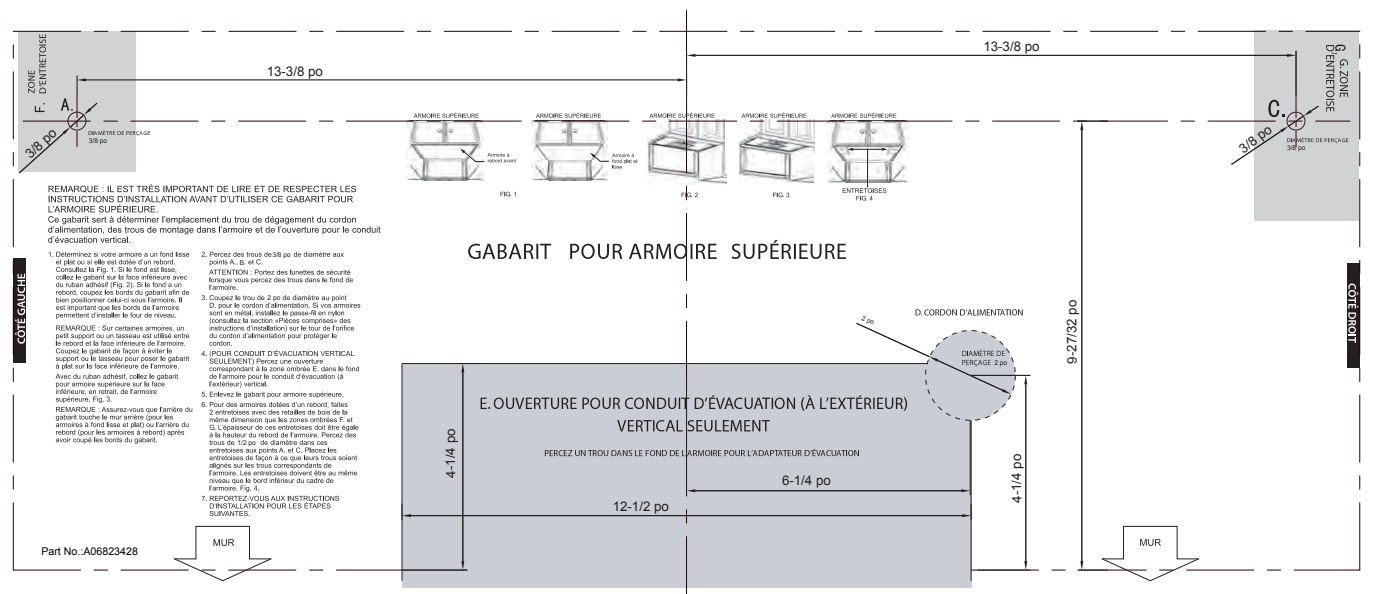 13-3/8 po
13-3/8 po
F. ZONE
D'ENTRETOISE
A.
3/8 po
DIAMÈTRE DE PERÇAGE
3/8 po
G. G. ZONE
D'ENTRETOISE
C.
3/8 po
DIAMÈTRE DE PERÇAGE
3/8 po
ARMOIRE SUPÉRIEURE
Armoire à
rebord avant
FIG. 1
ARMOIRE SUPÉRIEURE
Armoire à
fond plat et
lisse
ARMOIRE SUPÉRIEURE
FIG. 2
ARMOIRE SUPÉRIEURE
FIG. 3
ARMOIRE SUPÉRIEURE
ENTRETOISES
FIG. 4
REMARQUE : IL EST TRÈS IMPORTANT DE LIRE ET DE RESPECTER LES
INSTRUCTIONS D'INSTALLATION AVANT D'UTILISER CE GABARIT POUR
L'ARMOIRE SUPÉRIEURE.
Ce gabarit sert à déterminer l'emplacement du trou de dégagement du cordon
d'alimentation, des trous de montage dans l'armoire et de l'ouverture pour le conduit
d'évacuation vertical.
1. Déterminez si votre armoire a un fond lisse
et plat ou si elle est dotée d'un rebord.
Consultez la Fig. 1. Si le fond est lisse,
collez le gabarit sur la face inférieure avec
du ruban adhésif (Fig. 2). Si le fond a un
rebord, coupez les bords du gabarit afin de
bien positionner celui-ci sous l'armoire. Il
est important que les bords de l'armoire
permettent d'installer le four de niveau.
REMARQUE : Sur certaines armoires, un
petit support ou un tasseau est utilisé entre
le rebord et la face inférieure de l'armoire.
Coupez le gabarit de façon à éviter le
support ou le tasseau pour poser le gabarit
à plat sur la face inférieure de l'armoire.
Avec du ruban adhésif, collez le gabarit
pour armoire supérieure sur la face
inférieure, en retrait, de l'armoire
supérieure. Fig. 3.
REMARQUE : Assurez-vous que l'arrière du
gabarit touche le mur arrière (pour les
armoires à fond lisse et plat) ou l'arrière du
rebord (pour les armoires à rebord) après
avoir coupé les bords du gabarit.
2. Percez des trous de 3/8 po de diamètre aux
points A., B. et C.
ATTENTION : Portez des lunettes de sécurité
lorsque vous percez des trous dans le fond de
l'armoire.
3. Coupez le trou de 2 po de diamètre au point
D. pour le cordon d'alimentation. Si vos armoires
sont en métal, installez le passe-fil en nylon
(consultez la section «Pièces comprises» des
instructions d'installation) sur le tour de l'orifice
du cordon d'alimentation pour protéger le
cordon.
4. (POUR CONDUIT D'ÉVACUATION VERTICAL
SEULEMENT) Percez une ouverture
correspondant à la zone ombrée E. dans le fond
de l'armoire pour le conduit d'évacuation (à
l'extérieur) vertical.
5. Enlevez le gabarit pour armoire supérieure.
6. Pour des armoires dotées d'un rebord, faites
2 entretoises avec des retailles de bois de la
même dimension que les zones ombrées F. et
G. L'épaisseur de ces entretoises doit être égale
à la hauteur du rebord de l'armoire. Percez des
trous de 1/2 po de diamètre dans ces
entretoises aux points A. et C. Placez les
entretoises de façon à ce que leurs trous soient
alignés sur les trous correspondants de
l'armoire. Les entretoises doivent être au même
niveau que le bord inférieur du cadre de
l'armoire. Fig. 4.
7. REPORTEZ-VOUS AUX INSTRUCTIONS
D'INSTALLATION POUR LES ÉTAPES
SUIVANTES.
GABARIT POUR ARMOIRE SUPÉRIEURE
CÔTÉ GAUCHE
CÔTÉ DROIT
9-27/32 po
D. CORDON D'ALIMENTATION
2 po
DIAMÈTRE DE
PERÇAGE 2 po
E. OUVERTURE POUR CONDUIT D'ÉVACUATION (À L'EXTÉRIEUR)
VERTICAL SEULEMENT
PERCEZ UN TROU DANS LE FOND DE L'ARMOIRE POUR L'ADAPTATEUR D'ÉVACUATION
4-1/4 po
4-1/4 po
6-1/4 po
12-1/2 po
MUR
MUR
Part No.:A06823428